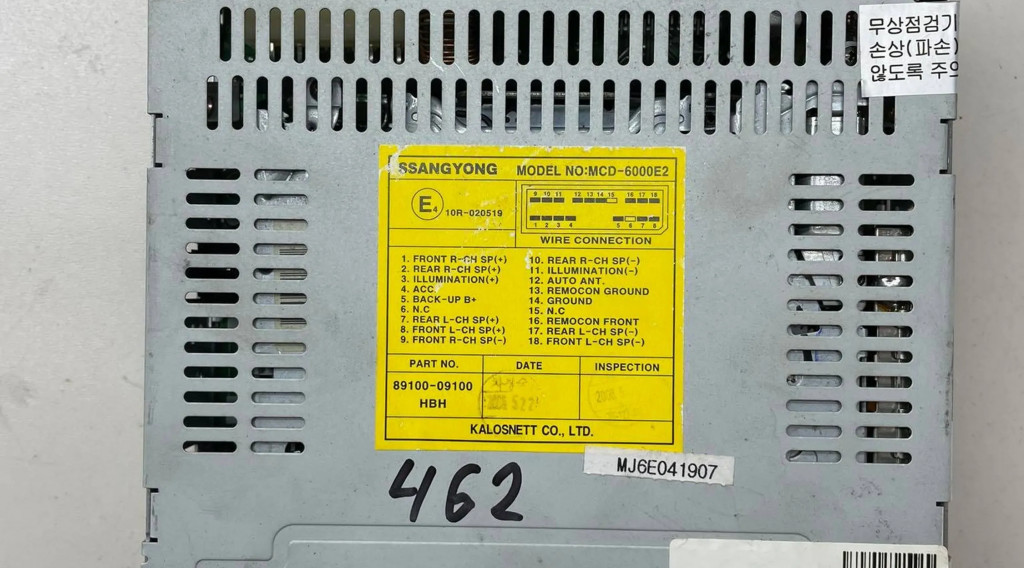 무상점검기
손상(파손)
않도록 주의
SSANGYONG MODEL NO:MCD-6000E2
E4 10R-020519
9 10 11 12 13 14 15 16 17 18
1 2 3 4 5 6 7 8
WIRE CONNECTION
1. FRONT R-CH SP(+) 10. REAR R-CH SP(-)
2. REAR R-CH SP(+) 11. ILLUMINATION(-)
3. ILLUMINATION(+) 12. AUTO ANT.
4. ACC. 13. REMOCON GROUND
5. BACK-UP B+ 14. GROUND
6. N.C 15. N.C
7. REAR L-CH SP(+) 16. REMOCON FRONT
8. FRONT L-CH SP(+) 17. REAR L-CH SP(-)
9. FRONT R-CH SP(-) 18. FRONT L-CH SP(-)
PART NO. DATE INSPECTION
89100-09100
HBH
KALOSNETT CO., LTD.
MJ6E041907
462